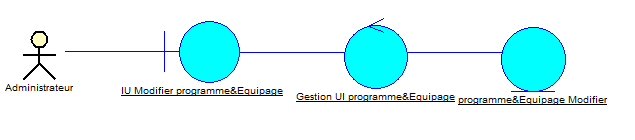 Administrateur
IU Modifier programme&Equipage
Gestion UI programme&Equipage
programme&Equipage Modifier